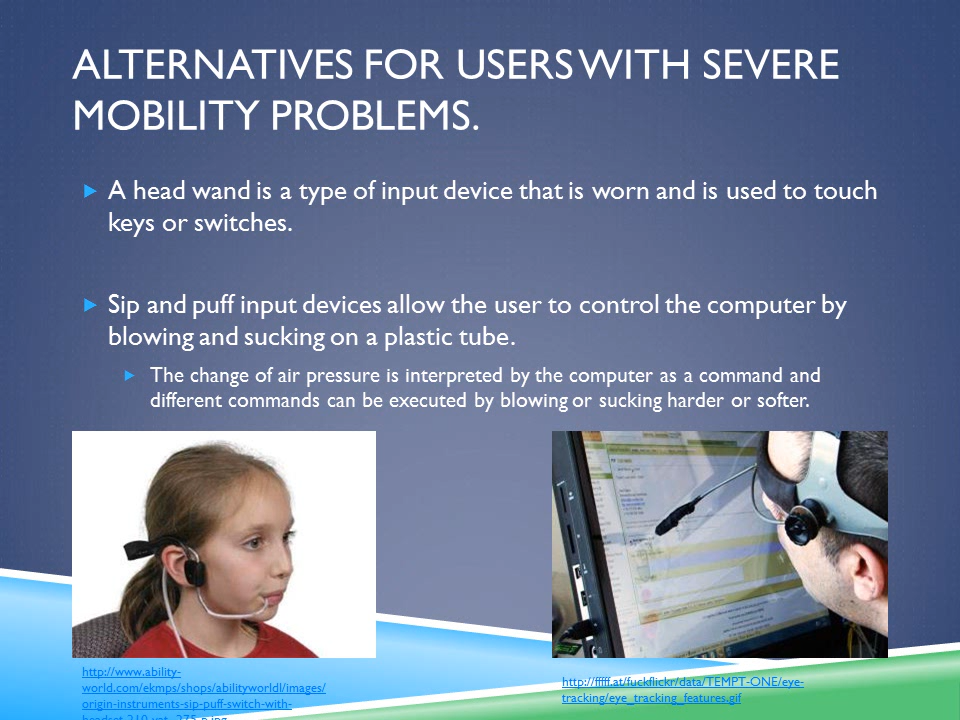 ALTERNATIVES FOR USERS WITH SEVERE
MOBILITY PROBLEMS.
A head wand is a type of input device that is worn and is used to touch
keys or switches.
Sip and puff input devices allow the user to control the computer by
blowing and sucking on a plastic tube.
The change of air pressure is interpreted by the computer as a command and
different commands can be executed by blowing or sucking harder or softer.
http://www.ability-
world.com/ekmps/shops/abilityworldl/images/
origin-instruments-sip-puff-switch-with-
http://fffff.at/fuckflickr/data/TEMPT-ONE/eye-
tracking/eye_tracking_features.gif